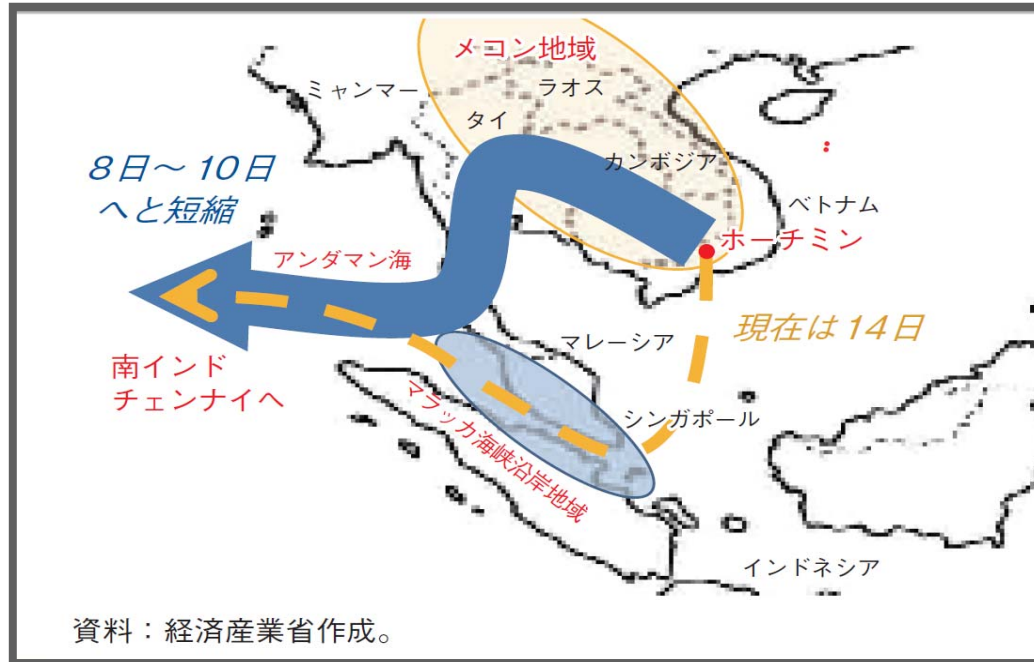 メコン地域
ミャンマー
ラオス
タイ
カンボジア
8日〜10日
へと短縮
ベトナム
ホーチミン
アンダマン海
現在は14日
マレーシア
南インド
チェンナイへ
シンガポール
マラッカ海峡沿岸地域
インドネシア
資料：経済産業省作成。